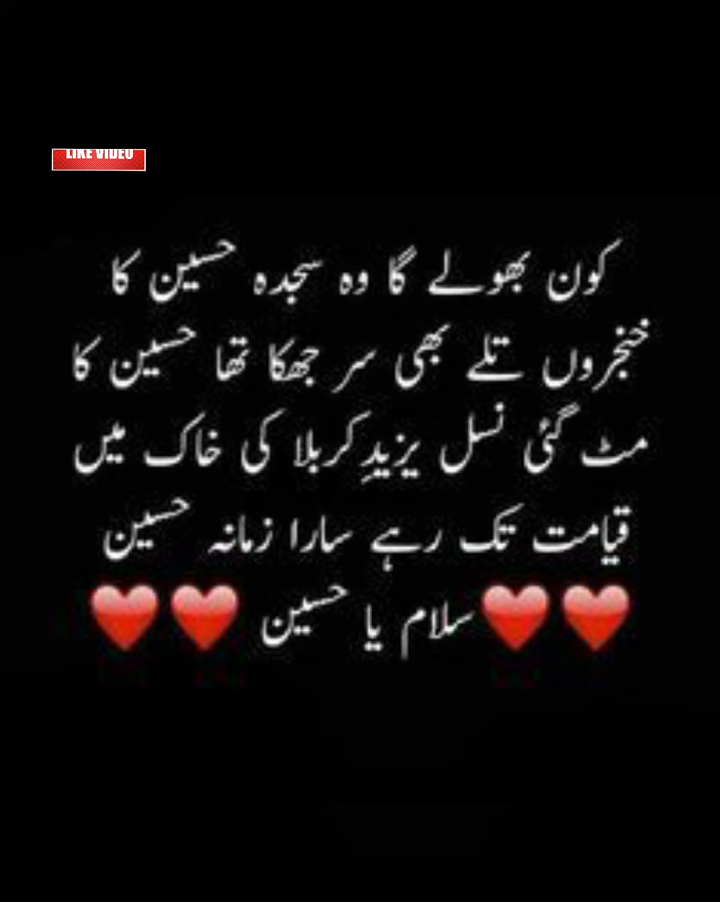 LIKE VIDEO
کون بھولے گا وہ سجدہ حسین کا
خنجروں تلے بھی سر جھکا تھا حسین کا
مٹ گئی نسل یزیدِ کربلا کی خاک میں
قیامت تک رہے سارا زمانہ حسین
❤️❤️سلام یا حسین ❤️❤️